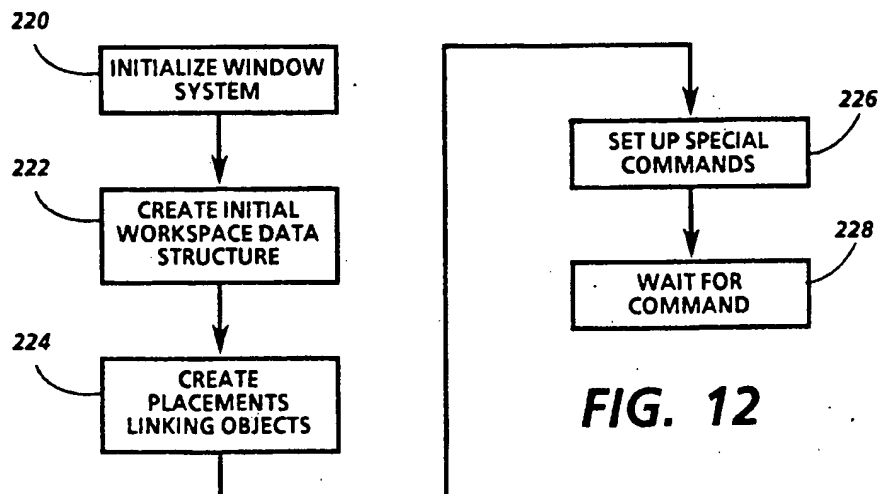 220
INITIALIZE WINDOW
SYSTEM
222
CREATE INITIAL
WORKSPACE DATA
STRUCTURE
224
CREATE
PLACEMENTS
LINKING OBJECTS
226
SET UP SPECIAL
COMMANDS
228
WAIT FOR
COMMAND
FIG. 12